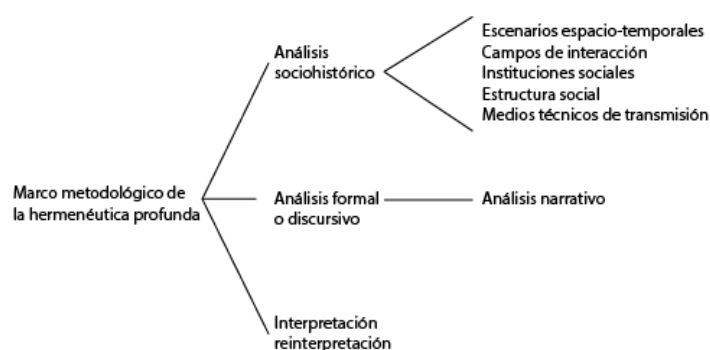 Análisis
sociohistórico
Escenarios espacio-temporales
Campos de interacción
Instituciones sociales
Estructura social
Medios técnicos de transmisión
Marco metodológico de
la hermenéutica profunda
Análisis formal
o discursivo
Análisis narrativo
Interpretación
reinterpretación